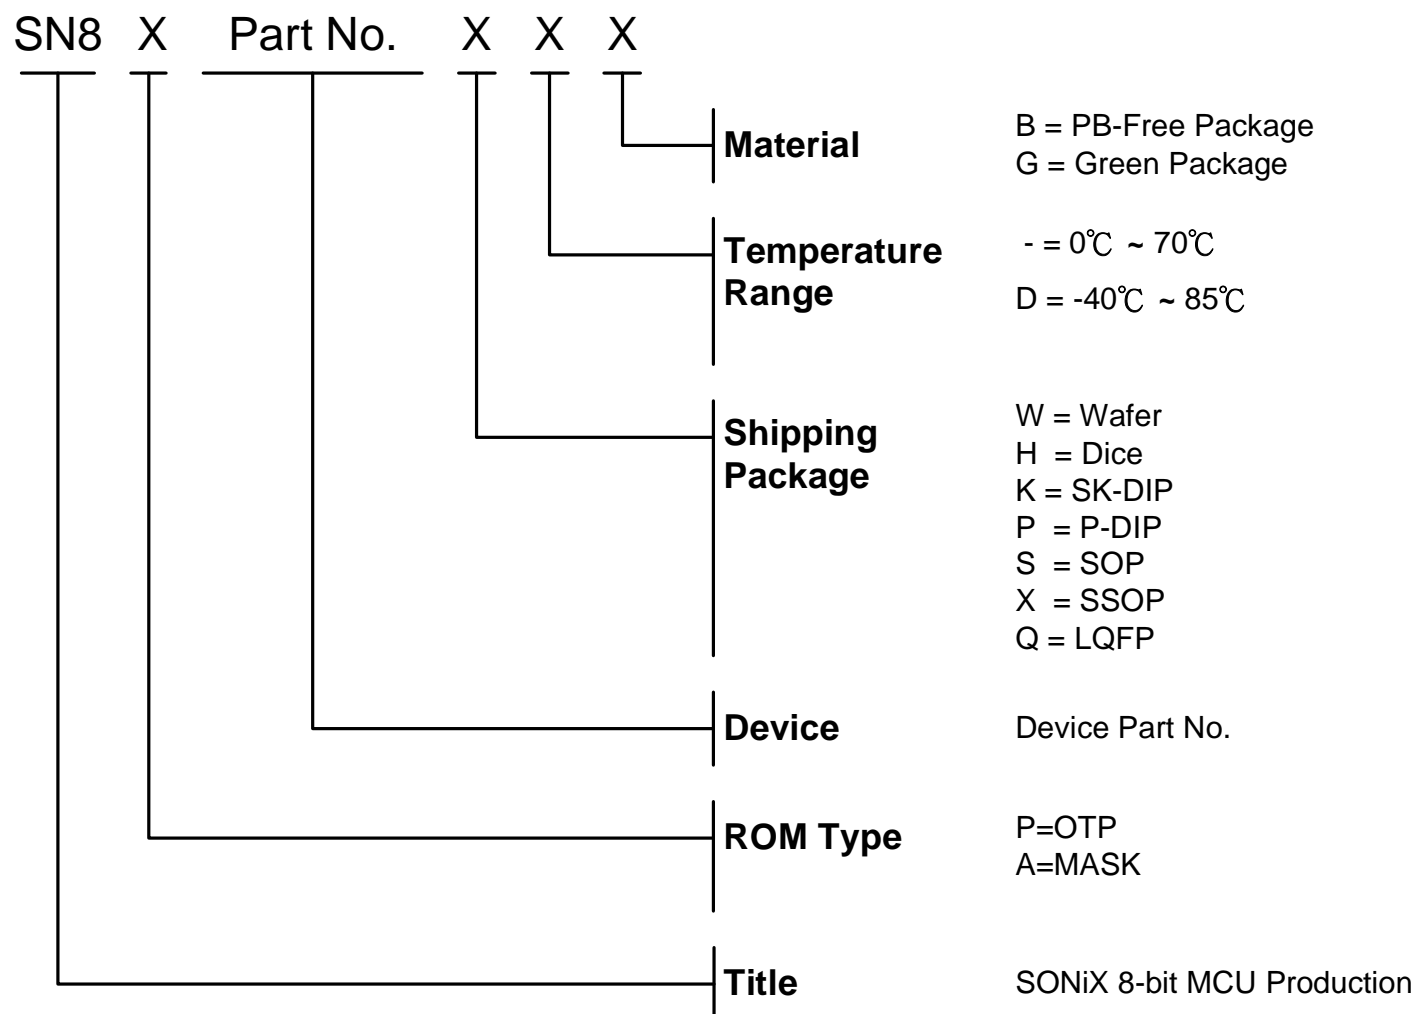 SN8 X Part No. X X X
Material
B = PB-Free Package
G = Green Package
Temperature
Range
- = 0℃ ~ 70℃
D = -40℃ ~ 85℃
Shipping
Package
W = Wafer
H = Dice
K = SK-DIP
P = P-DIP
S = SOP
X = SSOP
Q = LQFP
Device
Device Part No.
ROM Type
P=OTP
A=MASK
Title
SONiX 8-bit MCU Production